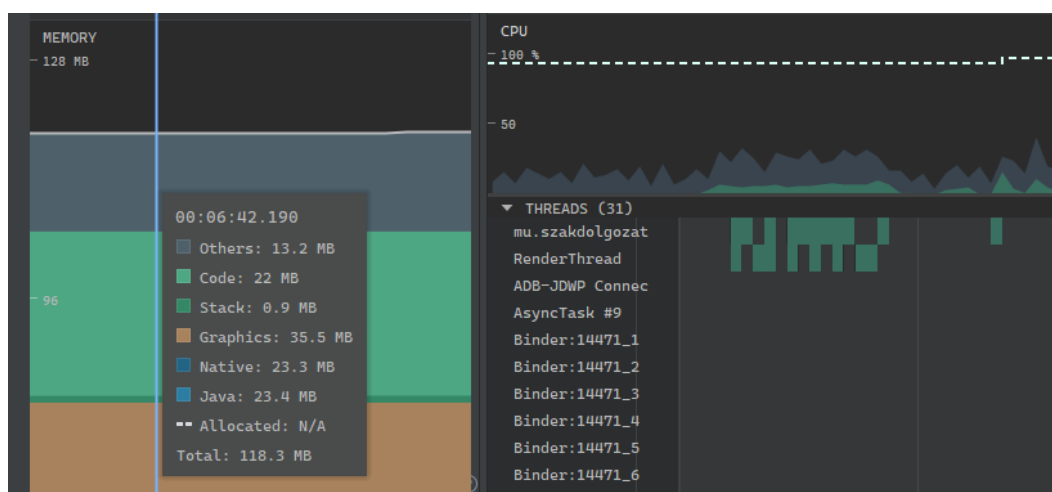 MEMORY
128 MB
00:06:42.190
Others: 13.2 MB
Code: 22 MB
96
Stack: 0.9 MB
Graphics: 35.5 MB
Native: 23.3 MB
Java: 23.4 MB
Allocated: N/A
Total: 118.3 MB
CPU
100 %
50
THREADS (31)
mu.szakdolgozat
RenderThread
ADB-JDWP Connec
AsyncTask #9
Binder:14471_1
Binder:14471_2
Binder:14471_3
Binder:14471_4
Binder:14471_5
Binder:14471_6